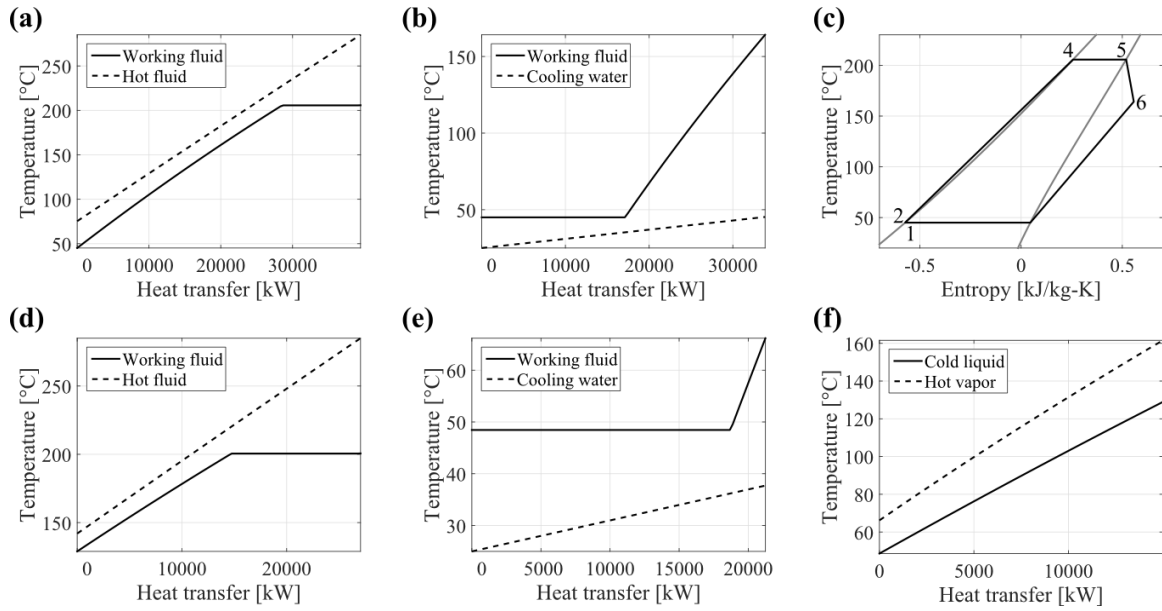 (a)
Working fluid
Hot fluid
250
200
150
100
50
0 10000 20000 30000
Temperature [°C]
Heat transfer [kW]
(b)
Working fluid
Cooling water
150
100
50
0 10000 20000 30000
Temperature [°C]
Heat transfer [kW]
(c)
4 5
6
2
1
200
150
100
50
-0.5 0 0.5
Temperature [°C]
Entropy [kJ/kg-K]
(d)
Working fluid
Hot fluid
250
200
150
0 10000 20000
Temperature [°C]
Heat transfer [kW]
(e)
Working fluid
Cooling water
60
50
40
30
0 5000 10000 15000 20000
Temperature [°C]
Heat transfer [kW]
(f)
Cold liquid
Hot vapor
160
140
120
100
80
60
0 5000 10000
Temperature [°C]
Heat transfer [kW]